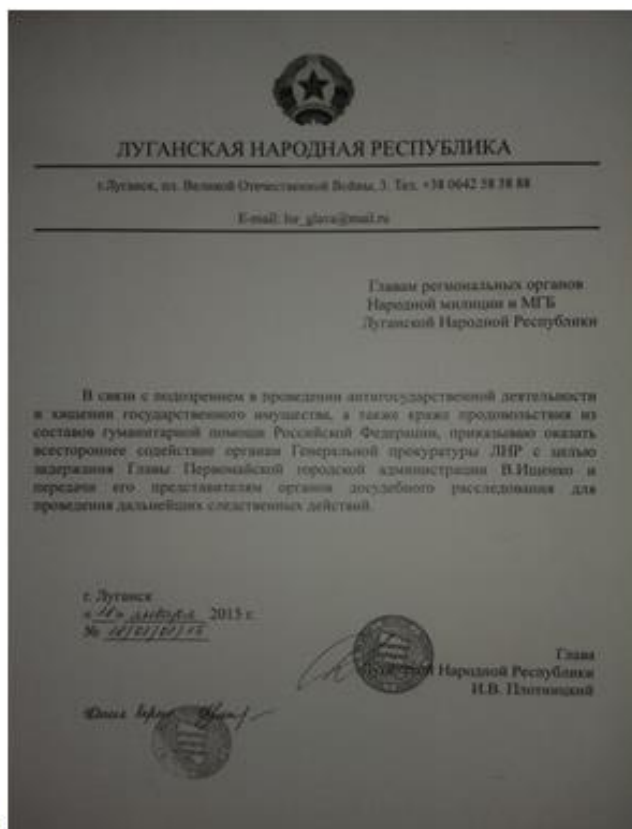 ЛУГАНСКАЯ НАРОДНАЯ РЕСПУБЛИКА
г.Луганск, пл. Великой Отечественной Войны, 3. Тел. +38 0642 58 58 88
E-mail: lnr_glava@mail.ru
Главам региональных органов
Народной милиции и МГБ
Луганской Народной Республики
В связи с подозрением в проведении антигосударственной деятельности
и хищении государственного имущества, а также краже продовольствия из
составов гуманитарной помощи Российской Федерации, приказываю оказать
всестороннее содействие органам Генеральной прокуратуры ЛНР с целью
задержания Главы Первомайской городской администрации В.Ищенко и
передачи его представителям органов досудебного расследования для
проведения дальнейших следственных действий.
г. Луганск
января 2015 г.
№
Глава
Луганской Народной Республики
И.В. Плотницкий